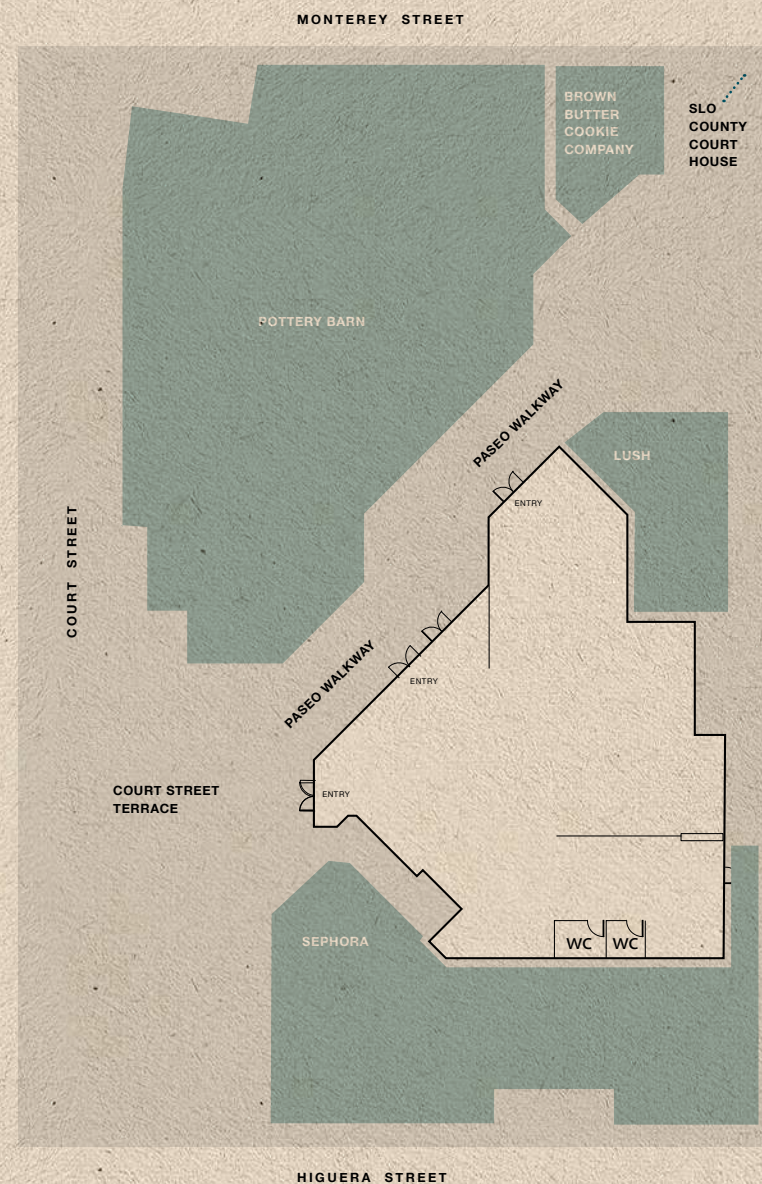 MONTEREY STREET
BROWN
BUTTER
COOKIE
COMPANY
SLO
COUNTY
COURT
HOUSE
POTTERY BARN
PASEO WALKWAY
LUSH
ENTRY
COURT STREET
PASEO WALKWAY
ENTRY
COURT STREET
TERRACE
ENTRY
SEPHORA
WC
WC
HIGUERA STREET